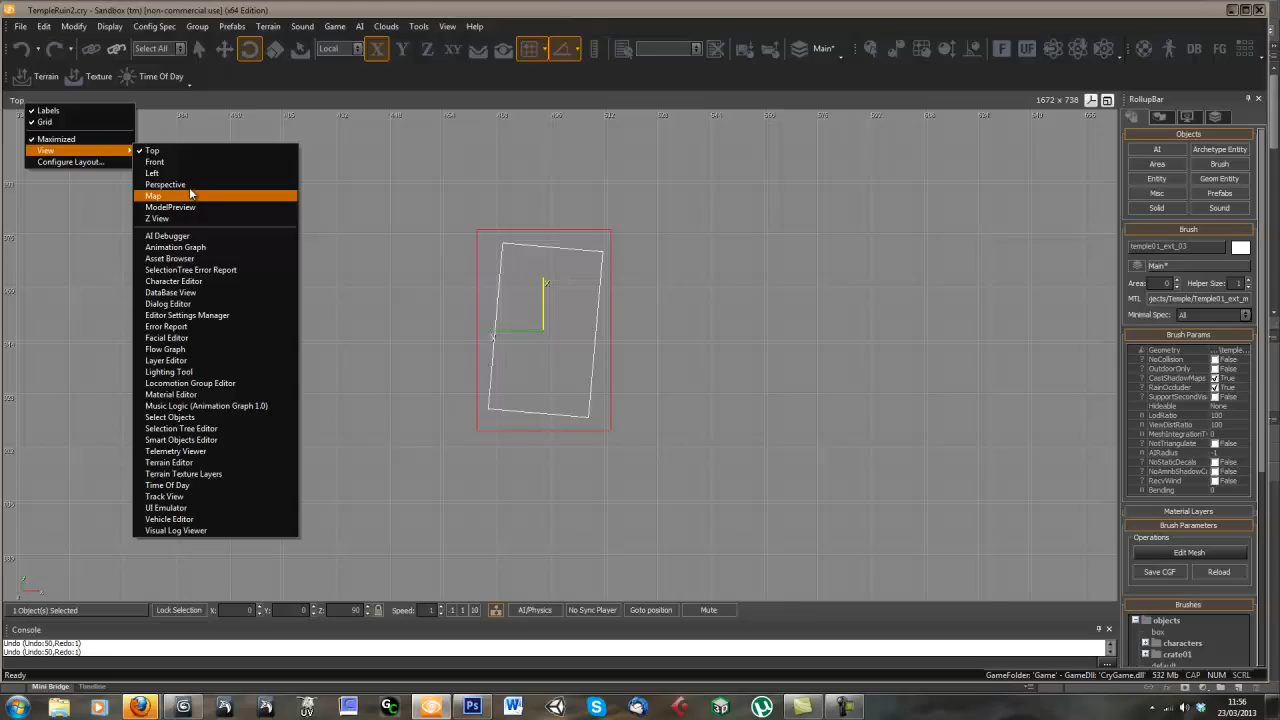 TempleRuin2.cry - Sandbox (tm) [non-commercial use] (x64 Edition)
File Edit Modify Display Config Spec Group Prefabs Terrain Sound Game AI Clouds Tools View Help
Select All Local X Y Z XY Main* F UF DB FG
Terrain Texture Time Of Day
Top 1672 x 738
Labels
Grid
Maximized
View
Configure Layout...
Top
Front
Left
Perspective
Map
ModelPreview
Z View
AI Debugger
Animation Graph
Asset Browser
SelectionTree Error Report
Character Editor
DataBase View
Dialog Editor
Editor Settings Manager
Error Report
Facial Editor
Flow Graph
Layer Editor
Lighting Tool
Locomotion Group Editor
Material Editor
Music Logic (Animation Graph 1.0)
Select Objects
Selection Tree Editor
Smart Objects Editor
Telemetry Viewer
Terrain Editor
Terrain Texture Layers
Time Of Day
Track View
UI Emulator
Vehicle Editor
Visual Log Viewer
x
y
RollupBar
Objects
AI Archetype Entity
Area Brush
Entity Geom Entity
Misc Prefabs
Solid Sound
Brush
temple01_ext_03
Main*
Area: 0 Helper Size: 1
MTL :jects/Temple/Temple01_ext_m
Minimal Spec: All
Brush Params
Geometry ...\temple...
NoCollision False
OutdoorOnly False
CastShadowMaps True
RainOccluder True
SupportSecondVis False
Hideable None
LodRatio 100
ViewDistRatio 100
MeshIntegrationT 0
NotTriangulate False
AIRadius -1
NoStaticDecals False
NoAmnbShadowC False
RecvWind False
Bending 0
Material Layers
Brush Parameters
Operations
Edit Mesh
Save CGF Reload
Brushes
objects
box
characters
crate01
default
1 Object(s) Selected Lock Selection X: 0 Y: 0 Z: 90 Speed: 1 .1 1 10 AI/Physics No Sync Player Goto position Mute
Console
Undo (Undo:50,Redo:1)
Undo (Undo:50,Redo:1)
Ready GameFolder: 'Game' - GameDll: 'CryGame.dll' 532 Mb CAP NUM SCRL
Mini Bridge Timeline
11:56
23/03/2013